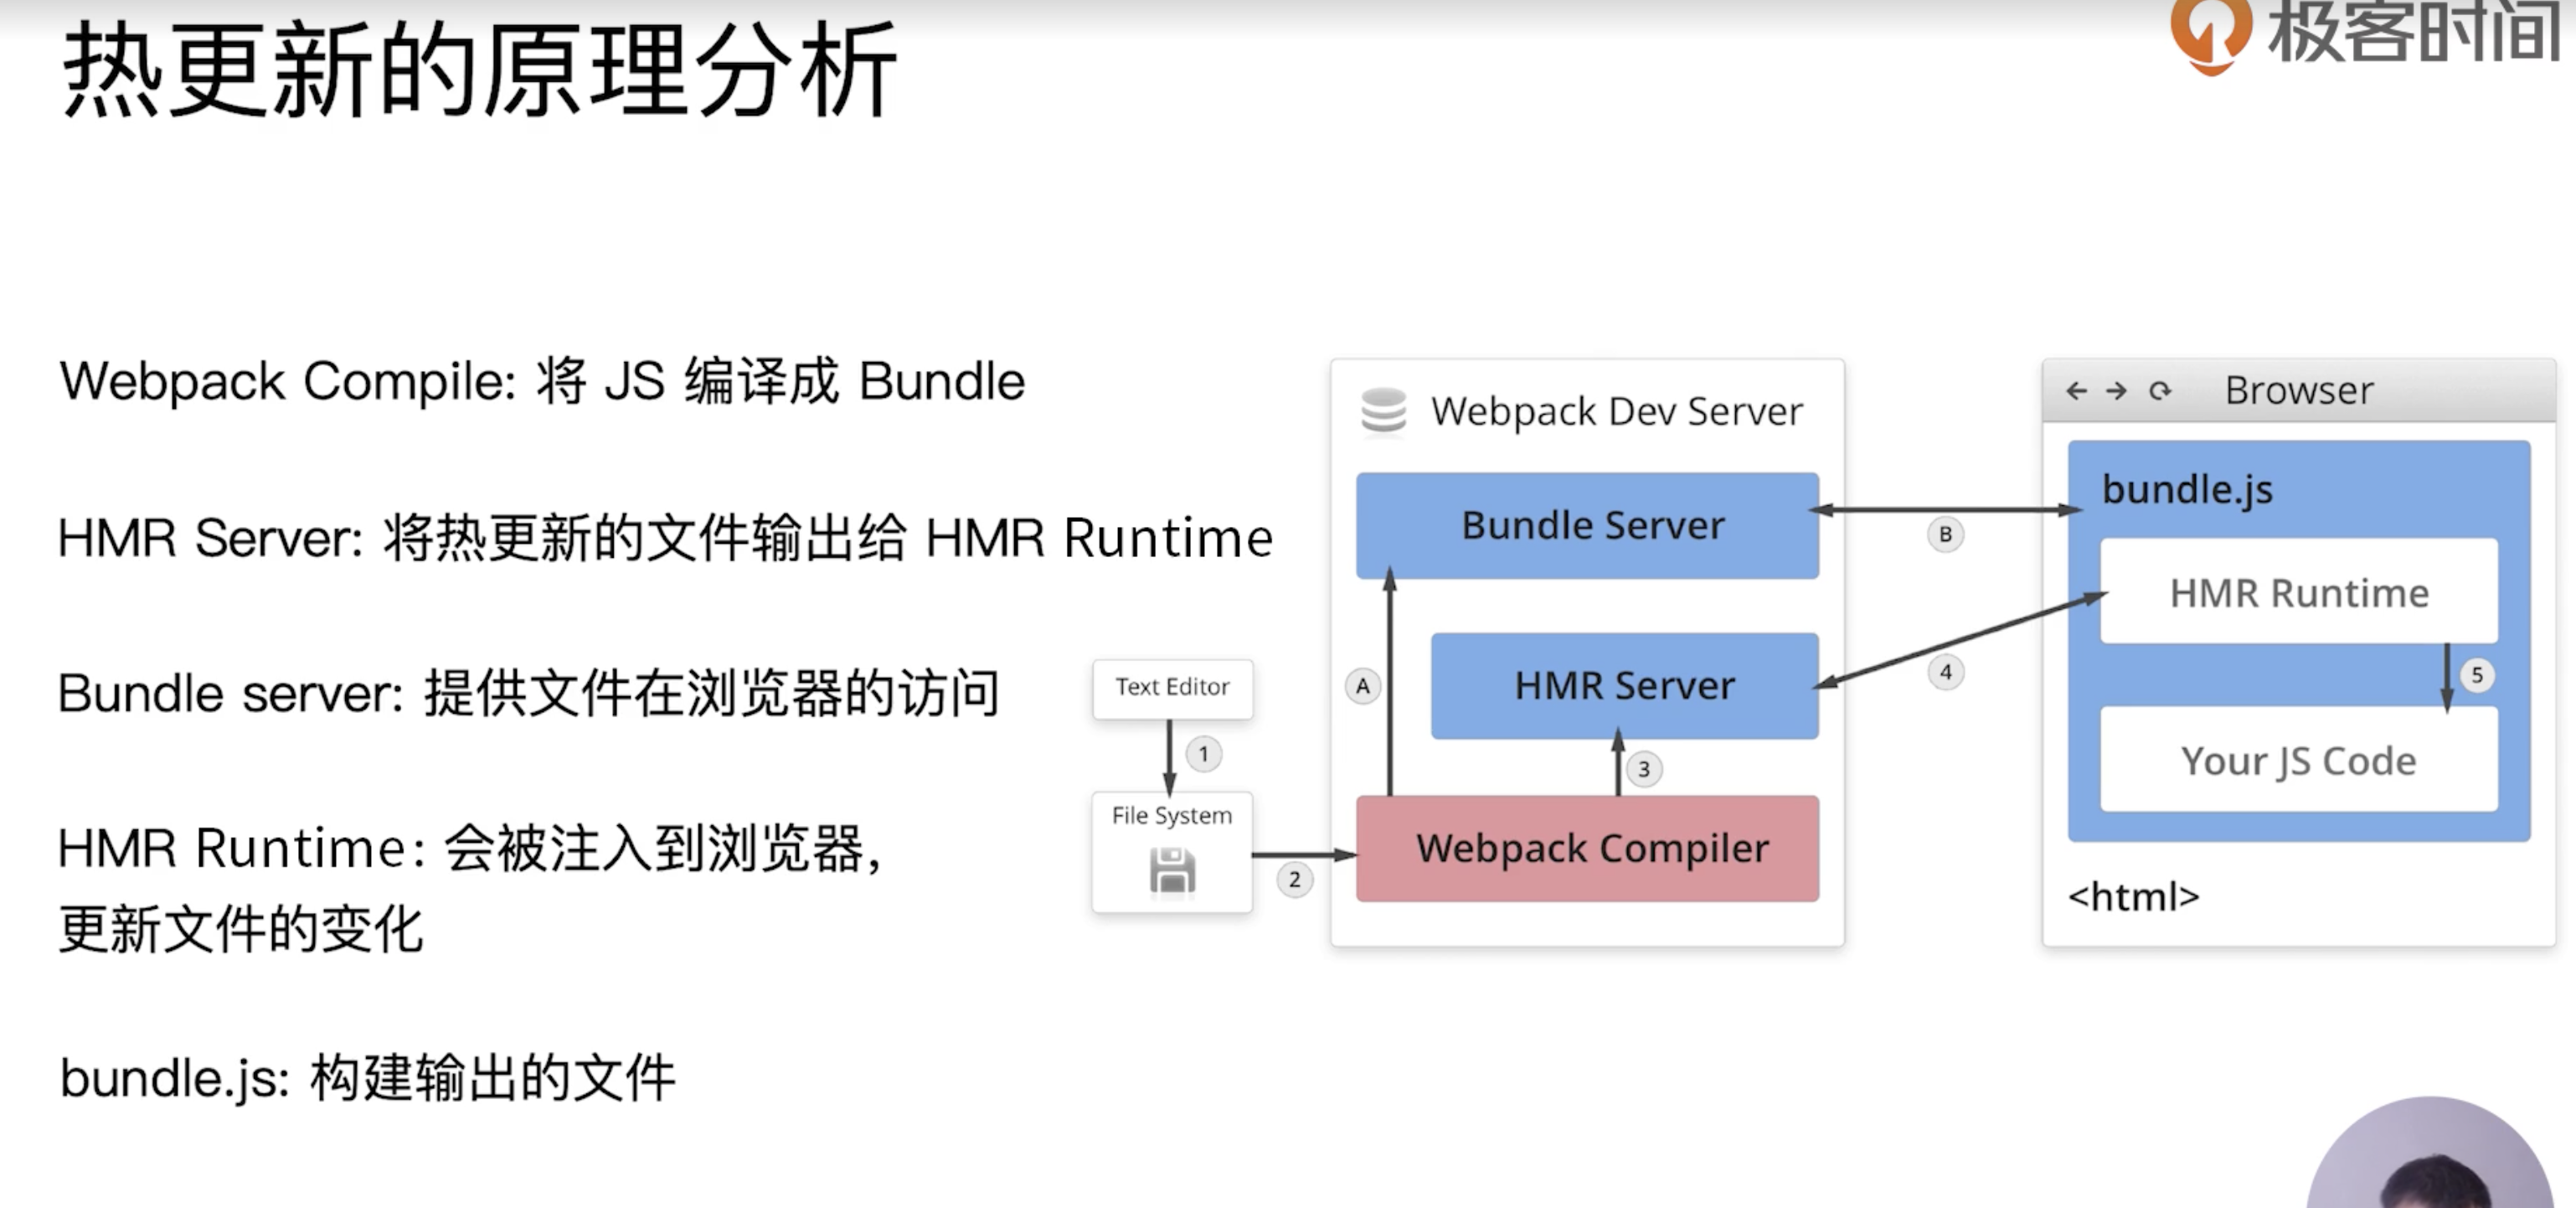 热更新的原理分析
极客时间
Webpack Compile: 将 JS 编译成 Bundle
HMR Server: 将热更新的文件输出给 HMR Runtime
Bundle server: 提供文件在浏览器的访问
HMR Runtime: 会被注入到浏览器,
更新文件的变化
bundle.js: 构建输出的文件
Text Editor
1
File System
2
Webpack Dev Server
Bundle Server
A
HMR Server
3
Webpack Compiler
B
4
Browser
bundle.js
HMR Runtime
5
Your JS Code
<html>